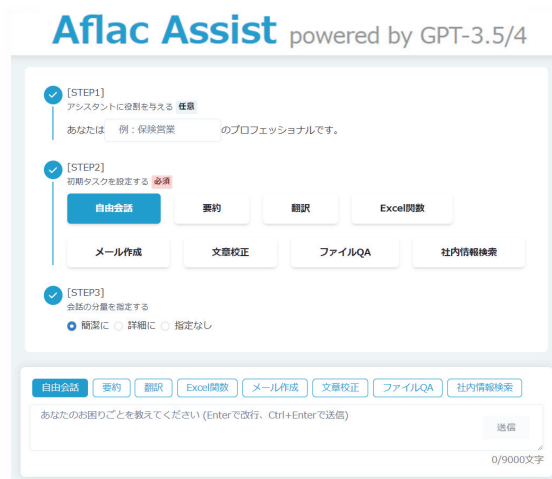 Aflac Assist powered by GPT-3.5/4
[STEP1]
アシスタントに役割を与える 任意
あなたは 例：保険営業 のプロフェッショナルです。
[STEP2]
初期タスクを設定する 必須
自由会話 要約 翻訳 Excel関数
メール作成 文章校正 ファイルQA 社内情報検索
[STEP3]
会話の分量を指定する
簡潔に 詳細に 指定なし
自由会話 要約 翻訳 Excel関数 メール作成 文章校正 ファイルQA 社内情報検索
あなたのお困りごとを教えてください (Enterで改行、Ctrl+Enterで送信)
送信
0/9000文字